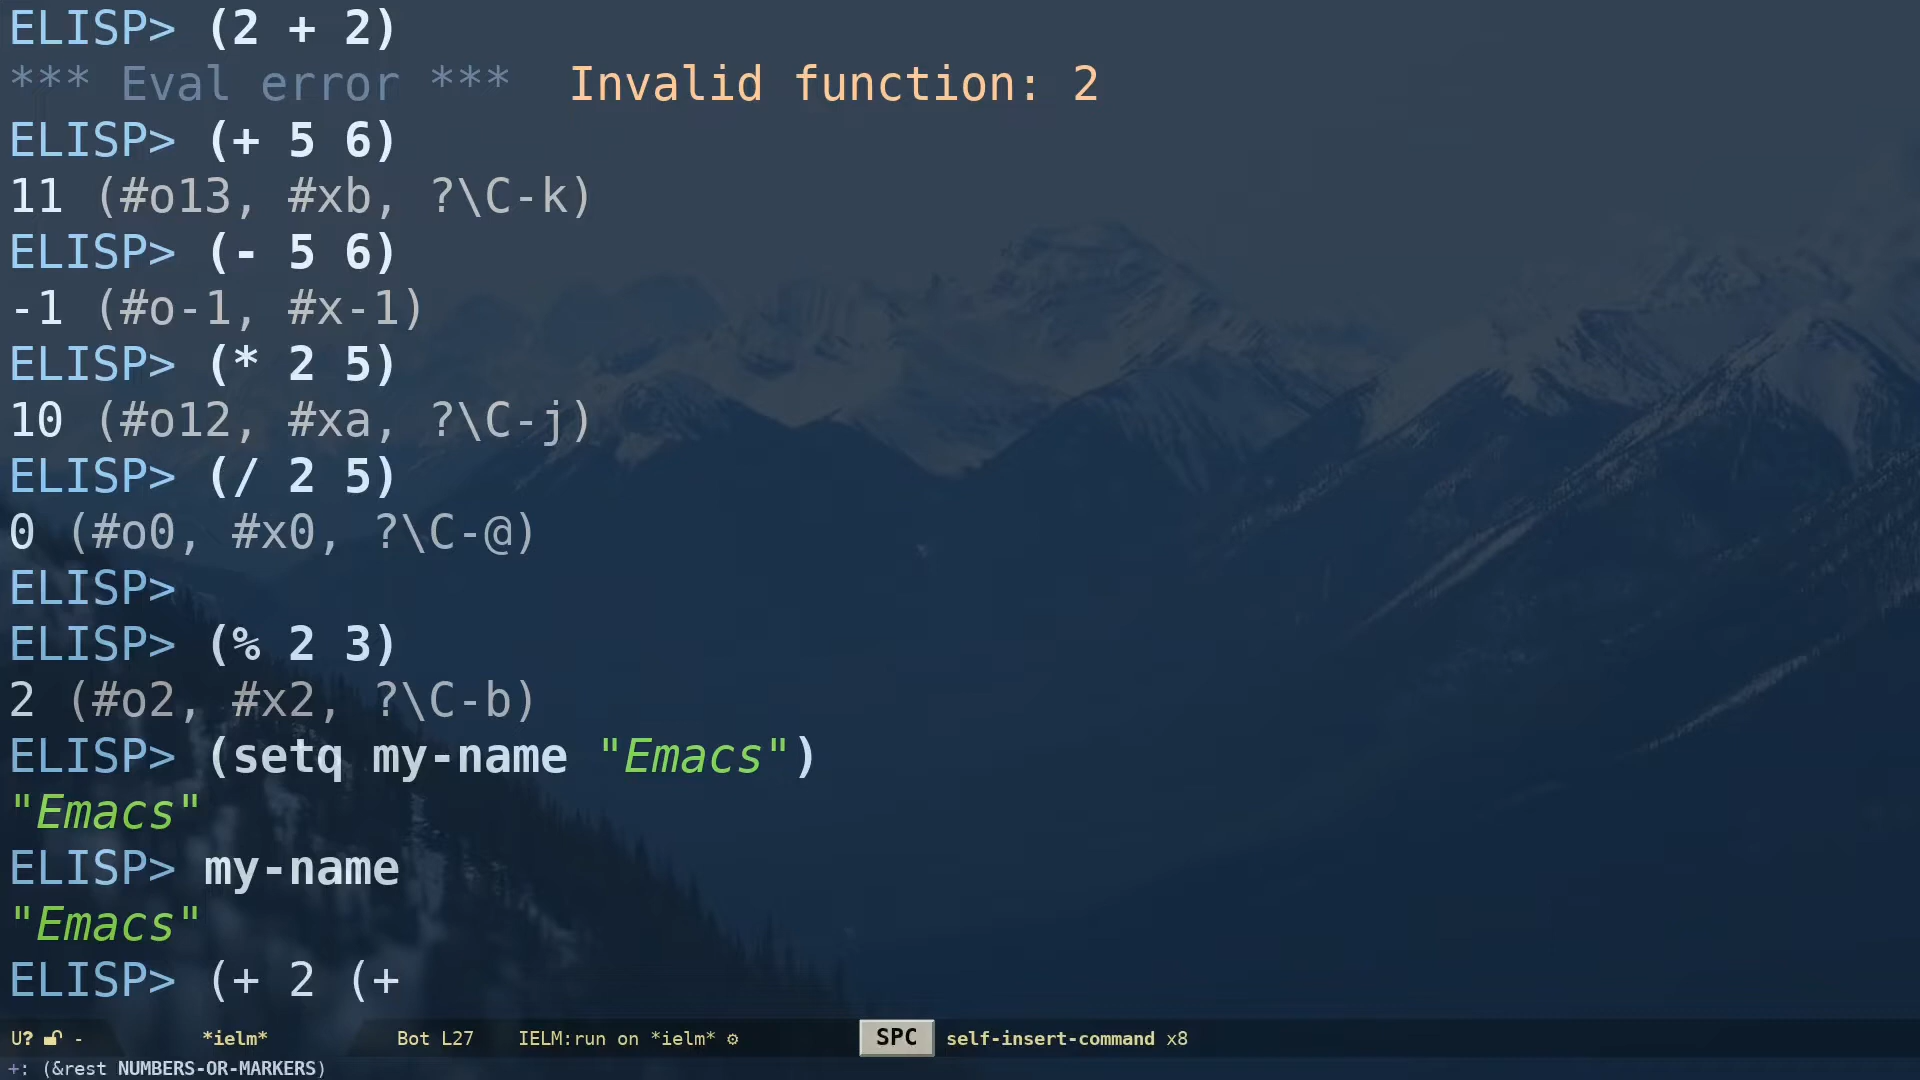 ELISP> (2 + 2)
*** Eval error ***  Invalid function: 2
ELISP> (+ 5 6)
11 (#o13, #xb, ?\C-k)
ELISP> (- 5 6)
-1 (#o-1, #x-1)
ELISP> (* 2 5)
10 (#o12, #xa, ?\C-j)
ELISP> (/ 2 5)
0 (#o0, #x0, ?\C-@)
ELISP>
ELISP> (% 2 3)
2 (#o2, #x2, ?\C-b)
ELISP> (setq my-name "Emacs")
"Emacs"
ELISP> my-name
"Emacs"
ELISP> (+ 2 (+
U? - *ielm* Bot L27 IELM:run on *ielm* ⚙ SPC self-insert-command x8
+: (&rest NUMBERS-OR-MARKERS)